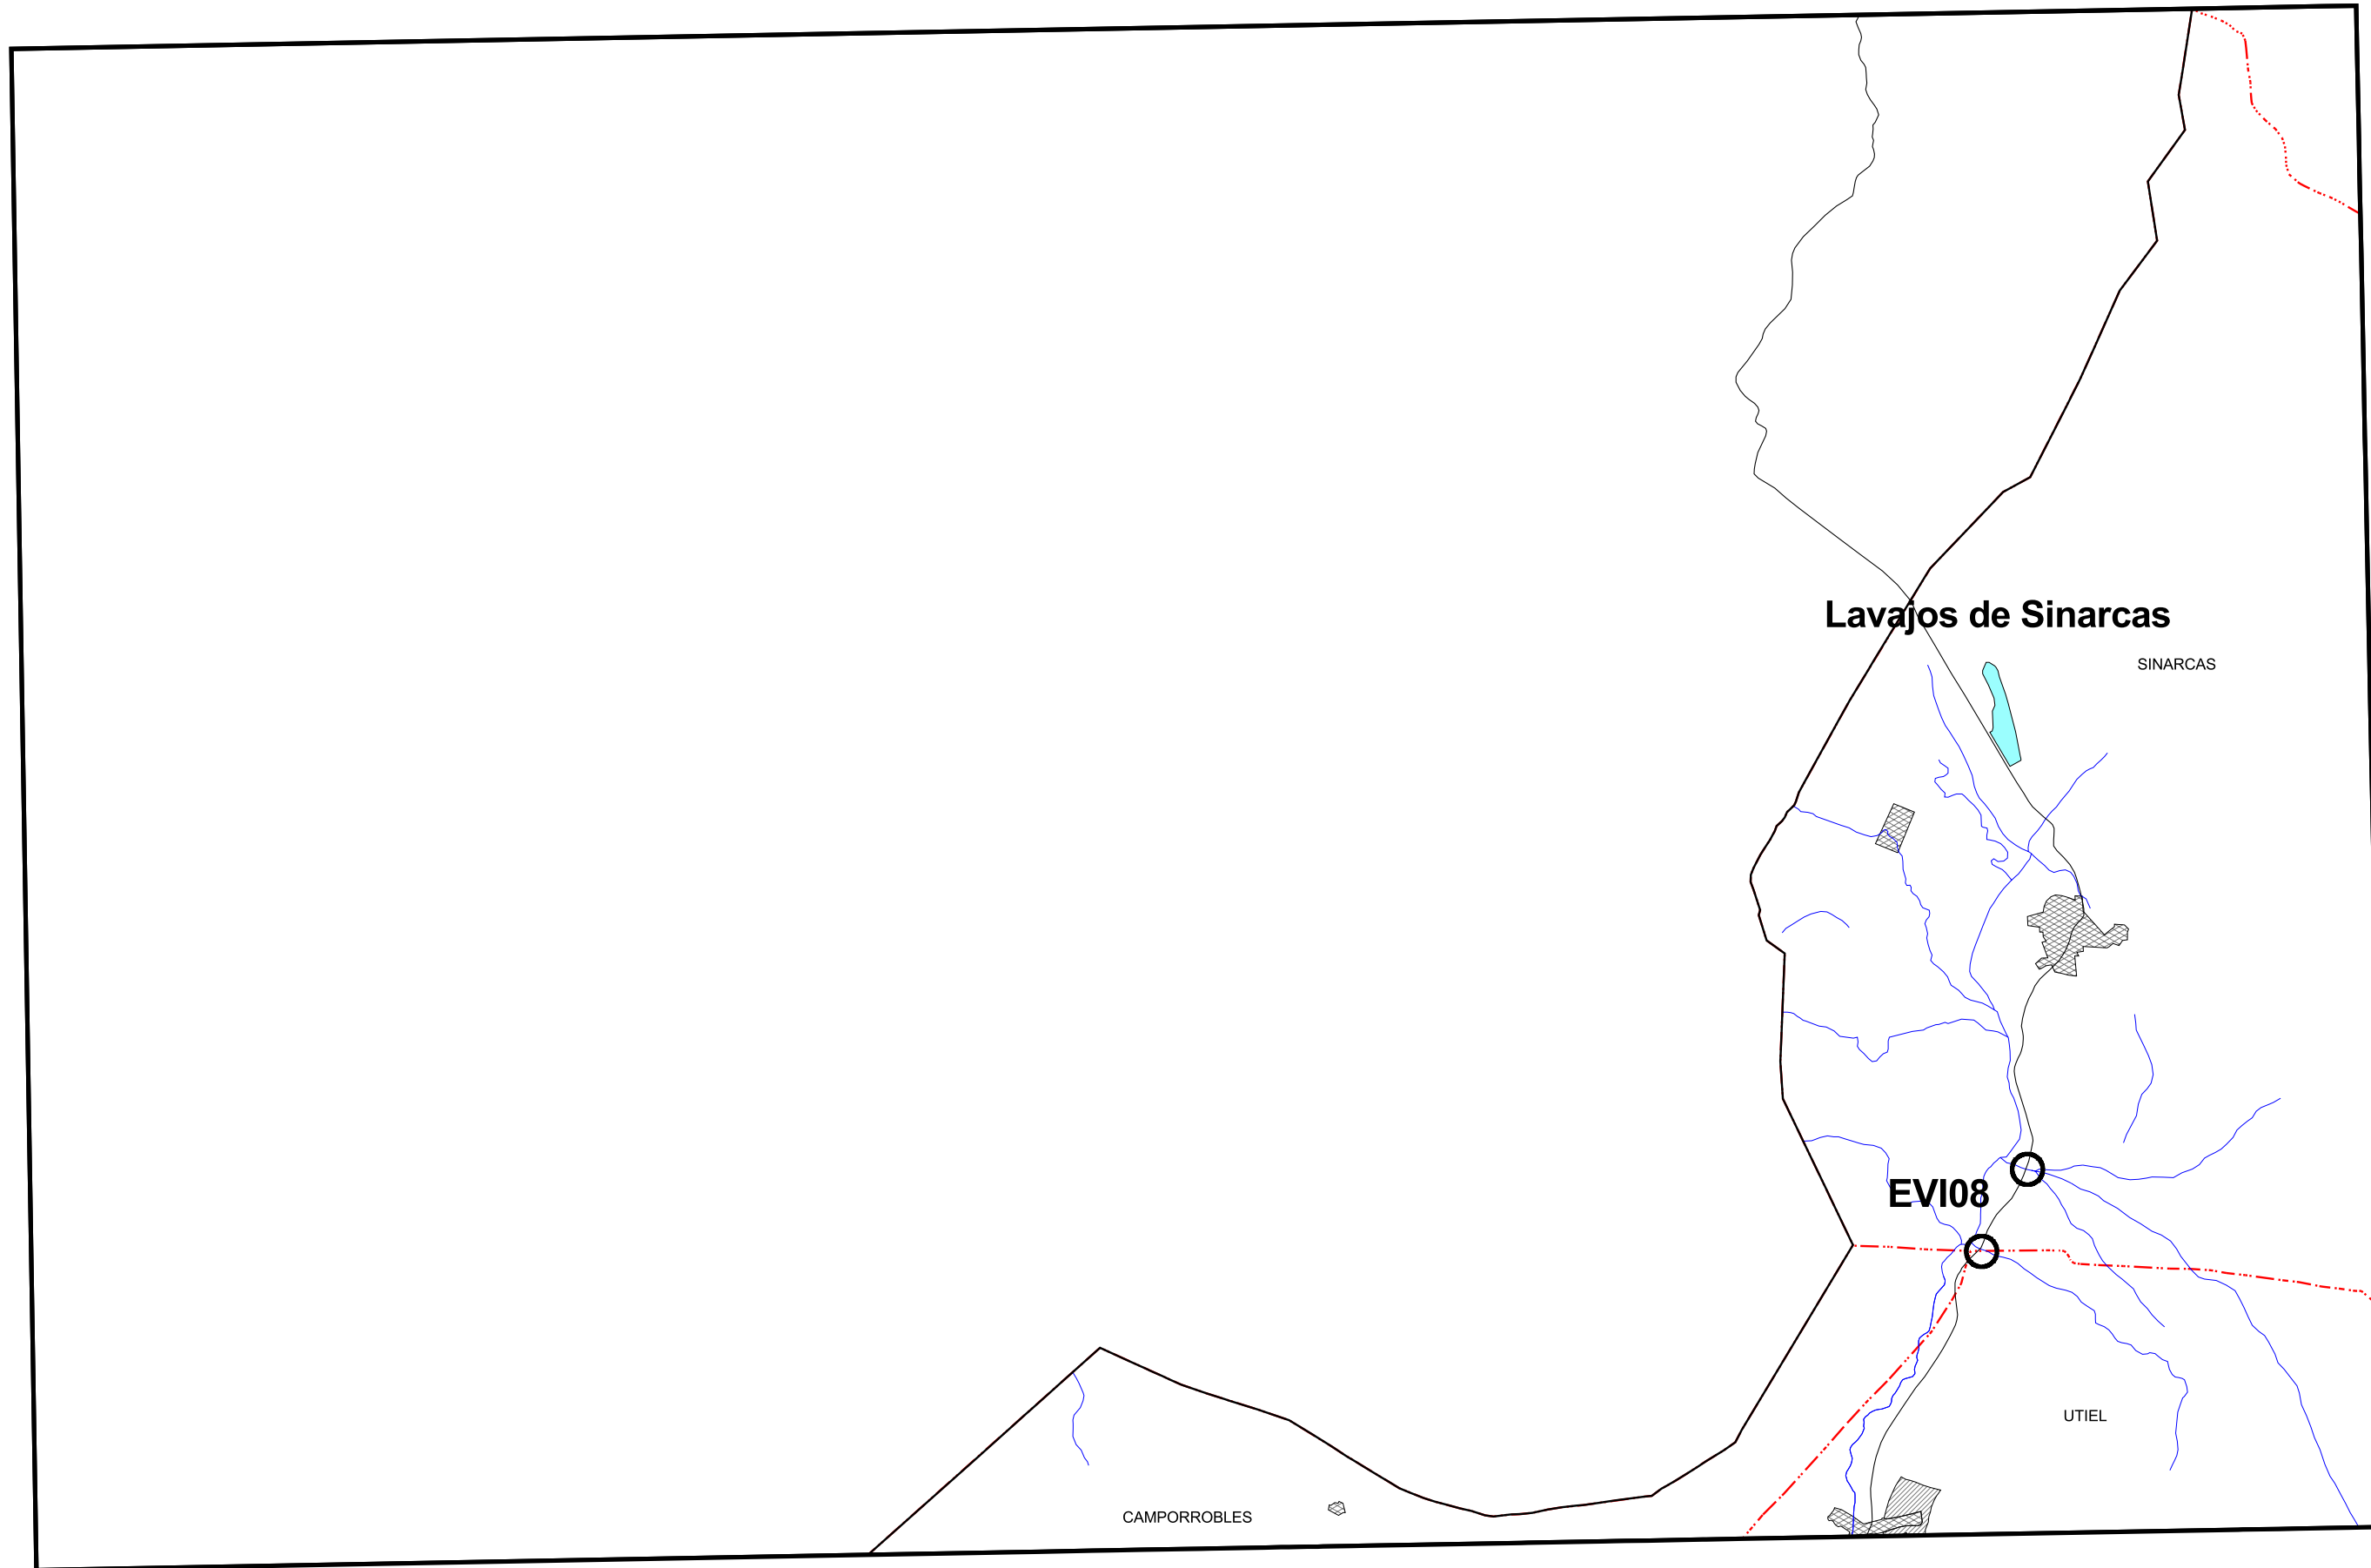 Lavajos de Sinarcas
SINARCAS
EVI08
UTIEL
CAMPORROBLES